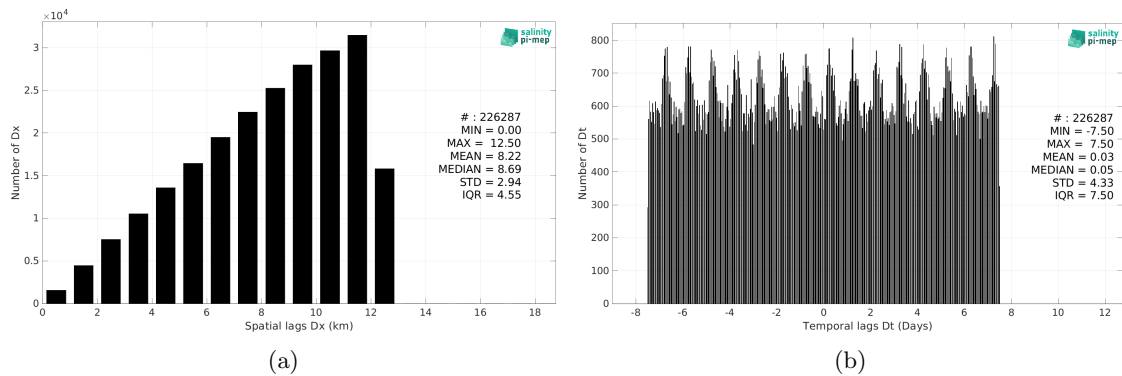 ×10⁴
3
2.5
2
1.5
1
0.5
0
Number of Dx
0 2 4 6 8 10 12 14 16 18
Spatial lags Dx (km)
salinity
pi-mep
# : 226287
MIN = 0.00
MAX = 12.50
MEAN = 8.22
MEDIAN = 8.69
STD = 2.94
IQR = 4.55
(a)
800
700
600
500
400
300
200
100
0
Number of Dt
-8 -6 -4 -2 0 2 4 6 8 10 12
Temporal lags Dt (Days)
salinity
pi-mep
# : 226287
MIN = -7.50
MAX = 7.50
MEAN = 0.03
MEDIAN = 0.05
STD = 4.33
IQR = 7.50
(b)